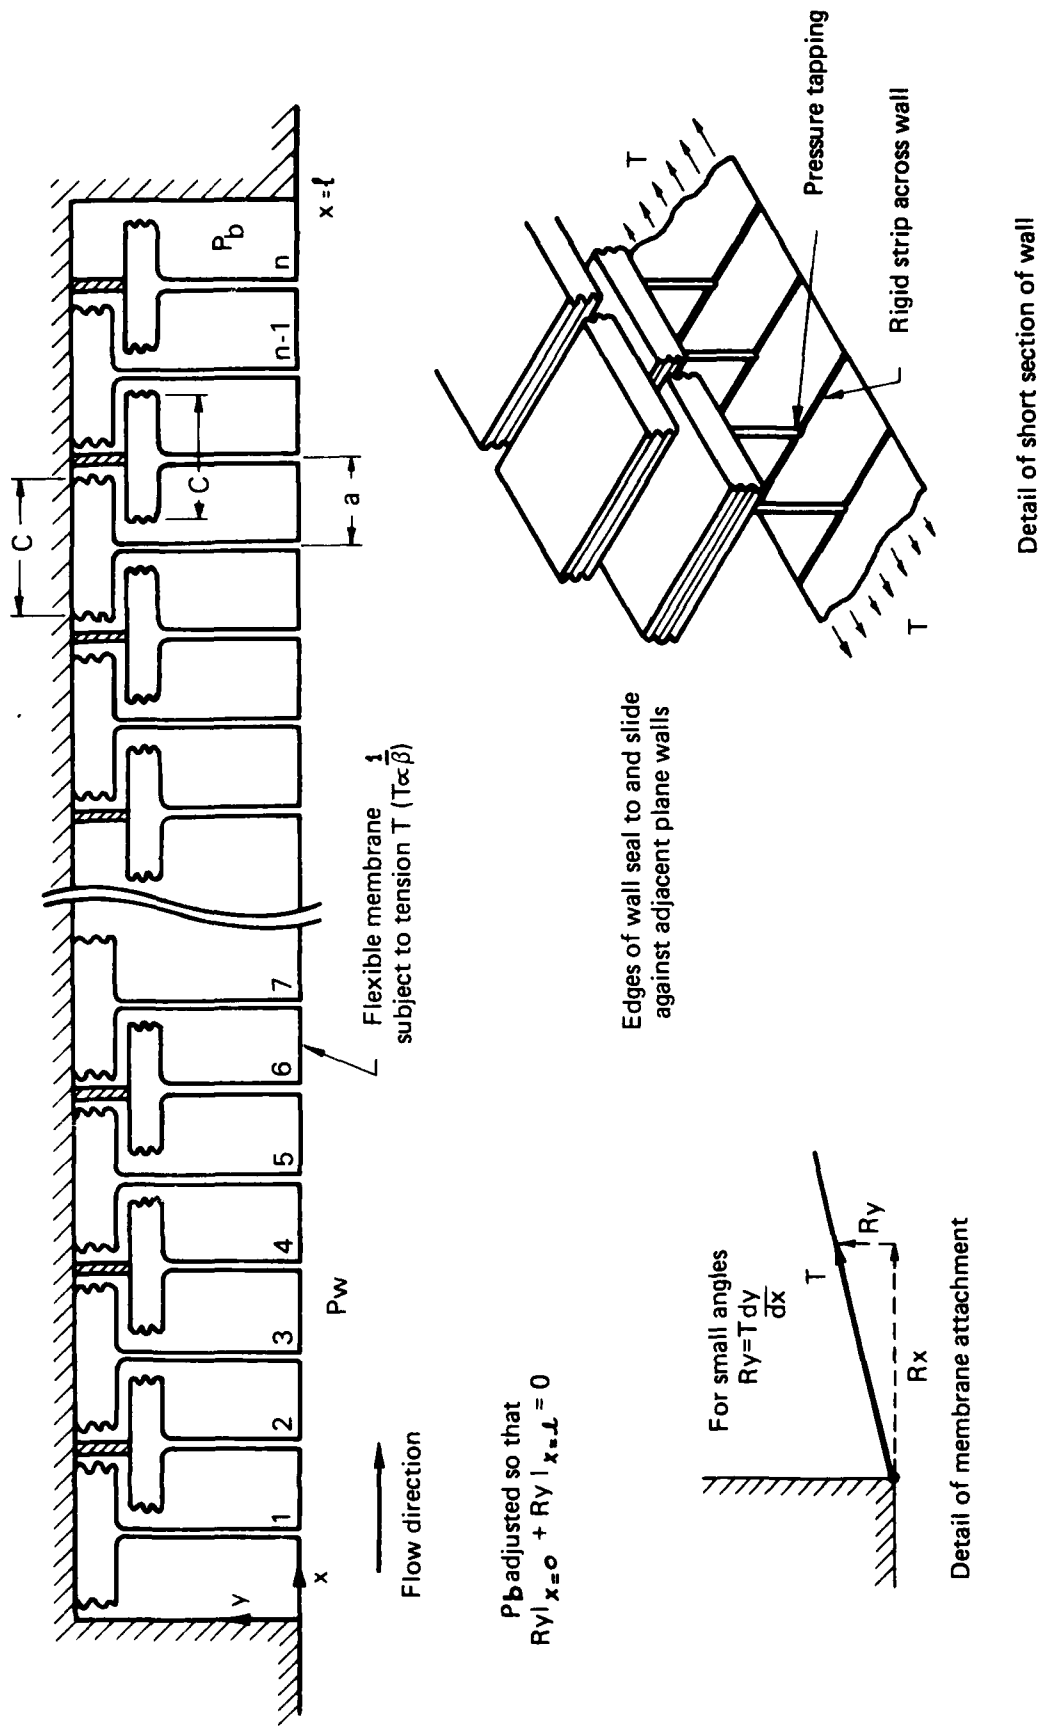 C
C
a
P_b
x = ℓ
1
2
3
4
5
6
7
n-1
n
y
x
Flow direction
Pw
Flexible membrane
subject to tension T (T∝1/β)
Pb adjusted so that
Ry|x=0 + Ry|x=ℓ = 0
Edges of wall seal to and slide
against adjacent plane walls
T
T
Pressure tapping
Rigid strip across wall
Detail of short section of wall
For small angles
Ry=T dy/dx
T
Ry
Rx
Detail of membrane attachment